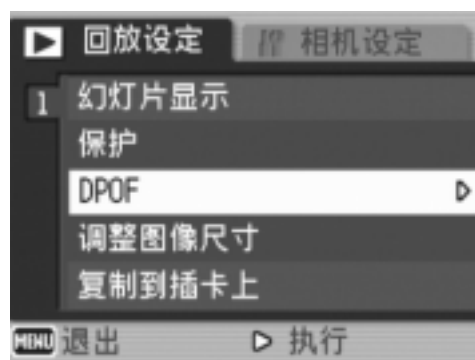 回放设定 相机设定
1 幻灯片显示
保护
DPOF
调整图像尺寸
复制到插卡上
MENU 退出 执行